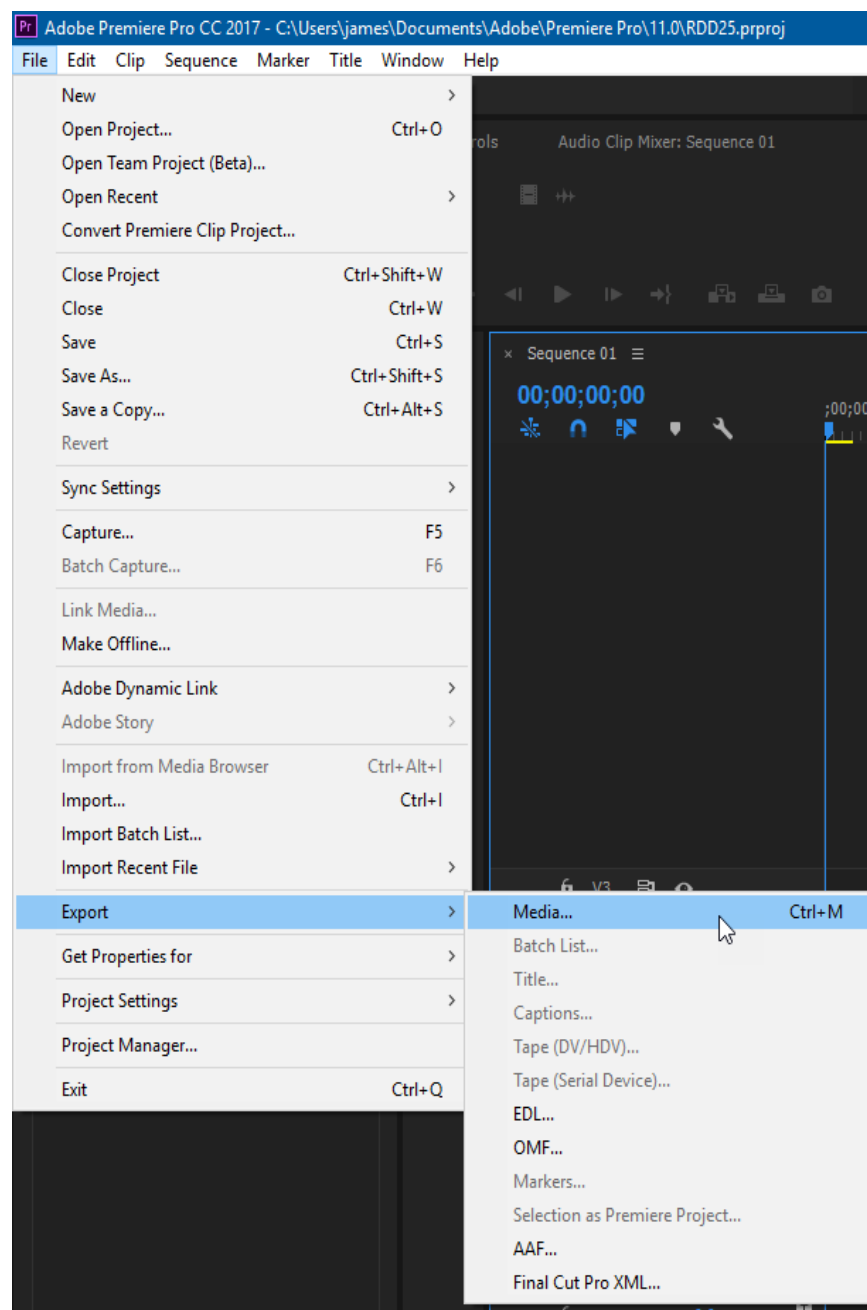 Pr Adobe Premiere Pro CC 2017 - C:\Users\james\Documents\Adobe\Premiere Pro\11.0\RDD25.prproj
File Edit Clip Sequence Marker Title Window Help
New
Open Project... Ctrl+O
Open Team Project (Beta)...
Open Recent
Convert Premiere Clip Project...
Close Project Ctrl+Shift+W
Close Ctrl+W
Save Ctrl+S
Save As... Ctrl+Shift+S
Save a Copy... Ctrl+Alt+S
Revert
Sync Settings
Capture... F5
Batch Capture... F6
Link Media...
Make Offline...
Adobe Dynamic Link
Adobe Story
Import from Media Browser Ctrl+Alt+I
Import... Ctrl+I
Import Batch List...
Import Recent File
Export
Get Properties for
Project Settings
Project Manager...
Exit Ctrl+Q
rols Audio Clip Mixer: Sequence 01
× Sequence 01
00;00;00;00
;00;00
V3
Media... Ctrl+M
Batch List...
Title...
Captions...
Tape (DV/HDV)...
Tape (Serial Device)...
EDL...
OMF...
Markers...
Selection as Premiere Project...
AAF...
Final Cut Pro XML...